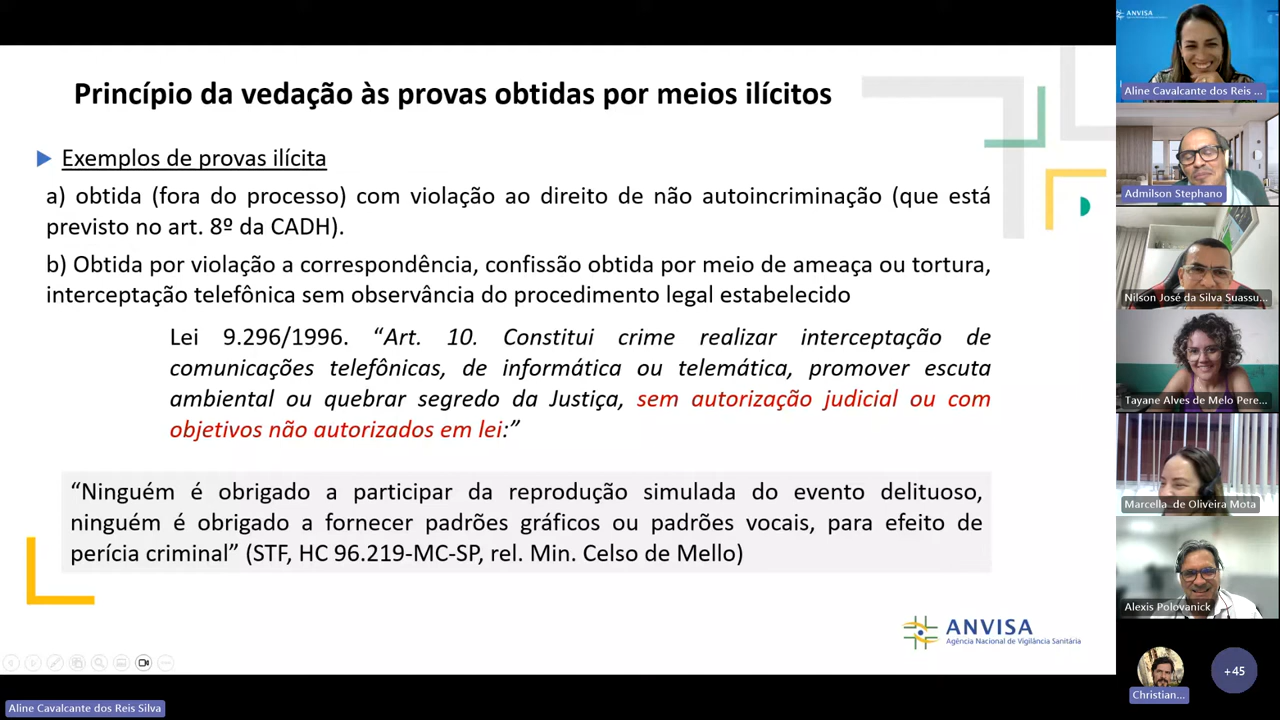 Princípio da vedação às provas obtidas por meios ilícitos
Exemplos de provas ilícita
a) obtida (fora do processo) com violação ao direito de não autoincriminação (que está
previsto no art. 8º da CADH).
b) Obtida por violação a correspondência, confissão obtida por meio de ameaça ou tortura,
interceptação telefônica sem observância do procedimento legal estabelecido
Lei 9.296/1996. “Art. 10. Constitui crime realizar interceptação de
comunicações telefônicas, de informática ou telemática, promover escuta
ambiental ou quebrar segredo da Justiça, sem autorização judicial ou com
objetivos não autorizados em lei:”
“Ninguém é obrigado a participar da reprodução simulada do evento delituoso,
ninguém é obrigado a fornecer padrões gráficos ou padrões vocais, para efeito de
perícia criminal” (STF, HC 96.219-MC-SP, rel. Min. Celso de Mello)
ANVISA
Agência Nacional de Vigilância Sanitária
Aline Cavalcante dos Reis Silva
ANVISA
Aline Cavalcante dos Reis ...
Admilson Stephano
Nilson José da Silva Suassu...
Tayane Alves de Melo Pere...
Marcella de Oliveira Mota
Alexis Polovanick
Christian...
+45